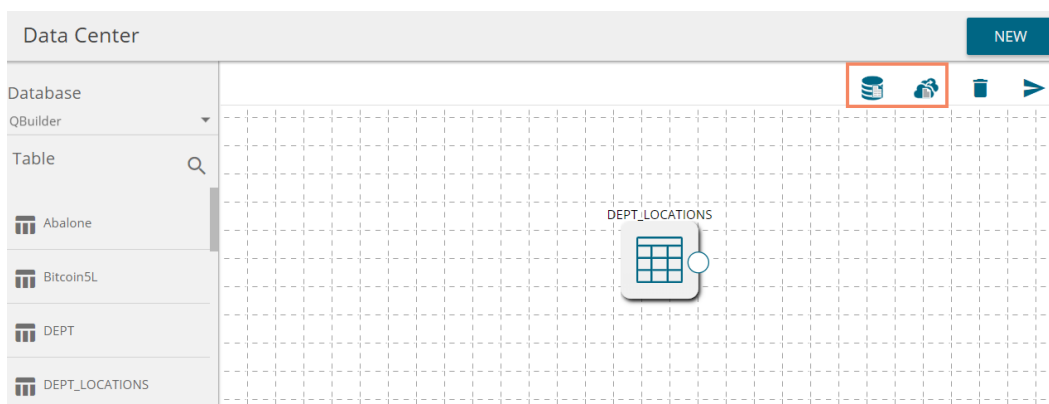 Data Center
NEW
Database
QBuilder
Table
Abalone
Bitcoin5L
DEPT
DEPT_LOCATIONS
DEPT_LOCATIONS